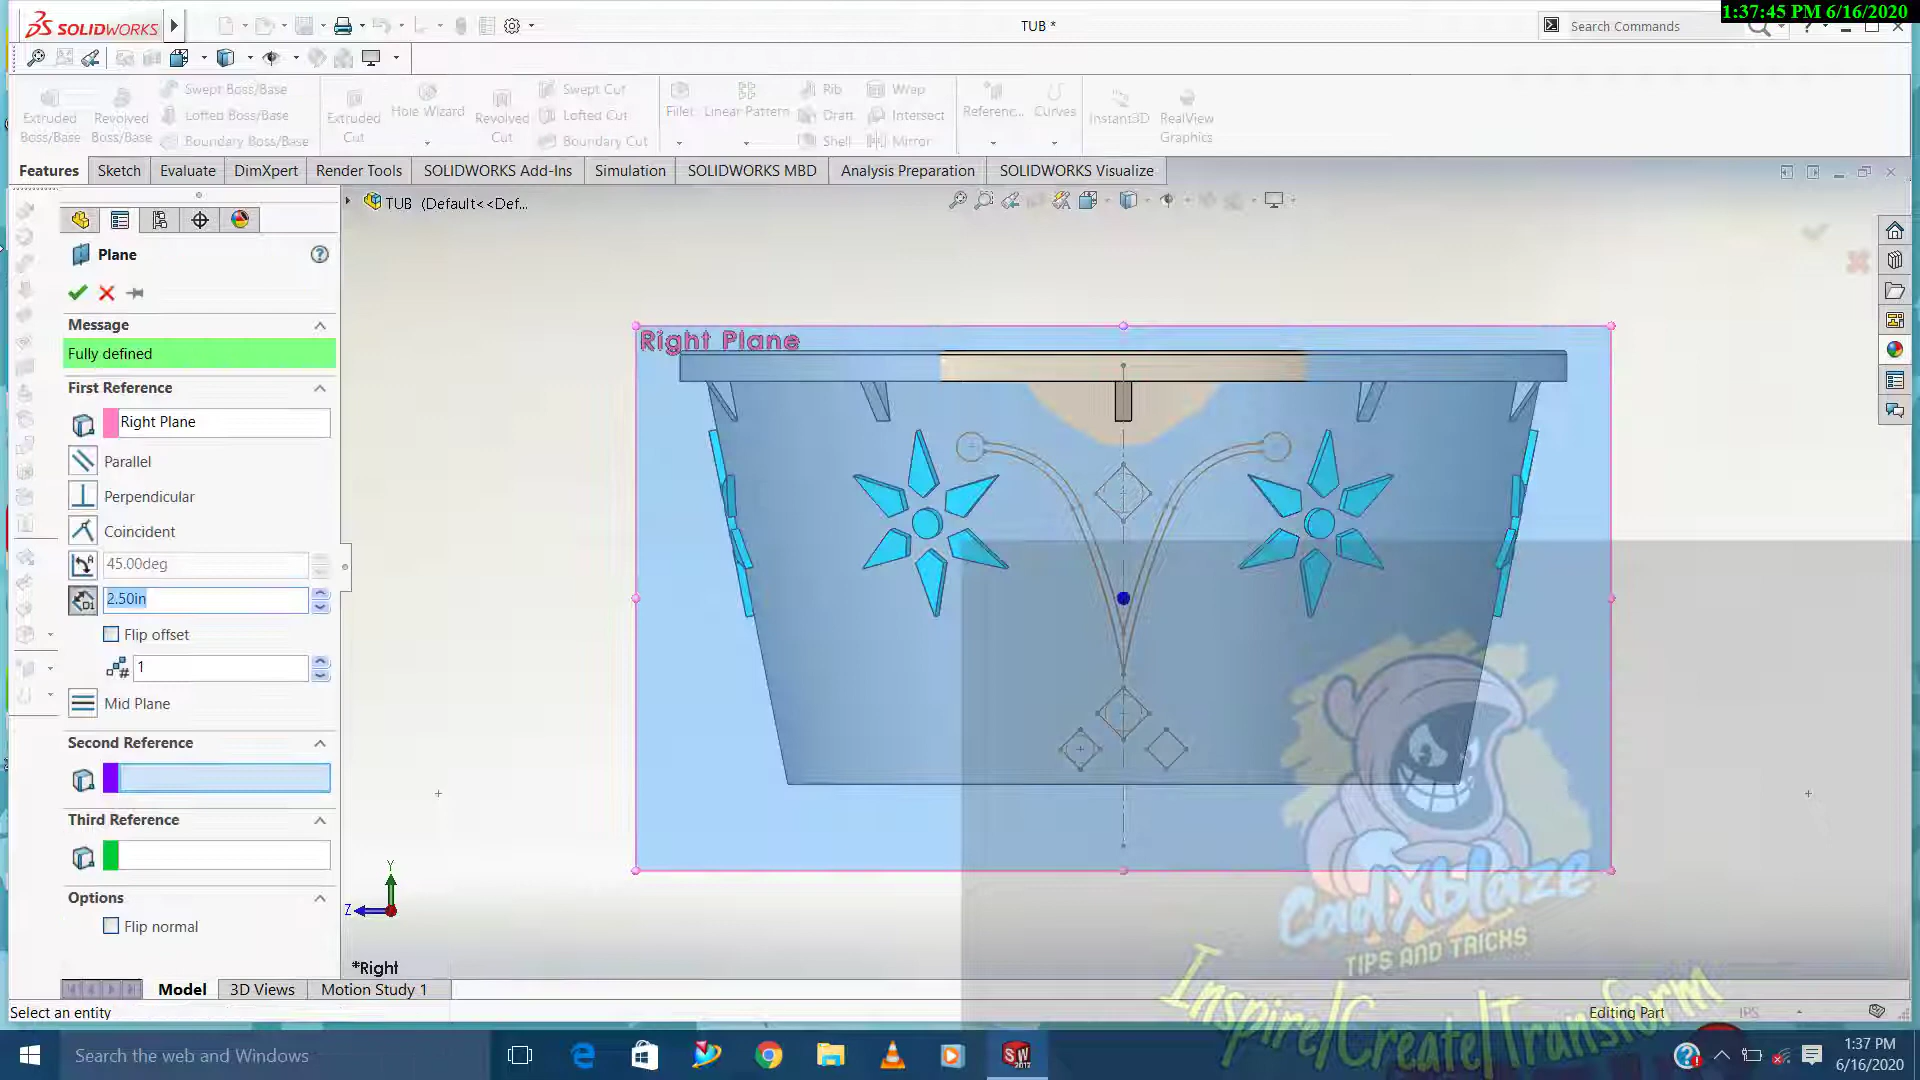 1:37:45 PM 6/16/2020
SOLIDWORKS
TUB *
Search Commands
Extruded Boss/Base
Revolved Boss/Base
Swept Boss/Base
Lofted Boss/Base
Boundary Boss/Base
Extruded Cut
Hole Wizard
Revolved Cut
Swept Cut
Lofted Cut
Boundary Cut
Fillet
Linear Pattern
Rib
Draft
Shell
Wrap
Intersect
Mirror
Referenc...
Curves
Instant3D
RealView Graphics
Features
Sketch
Evaluate
DimXpert
Render Tools
SOLIDWORKS Add-Ins
Simulation
SOLIDWORKS MBD
Analysis Preparation
SOLIDWORKS Visualize
TUB (Default<<Def...
Plane
Message
Fully defined
First Reference
Right Plane
Parallel
Perpendicular
Coincident
45.00deg
2.50in
Flip offset
1
Mid Plane
Second Reference
Third Reference
Options
Flip normal
Right Plane
Y
Z
*Right
CadXblaze
TIPS AND TRICKS
Inspire/Create/Transform
Model
3D Views
Motion Study 1
Select an entity
Editing Part
IPS
Search the web and Windows
SW
2017
1:37 PM
6/16/2020